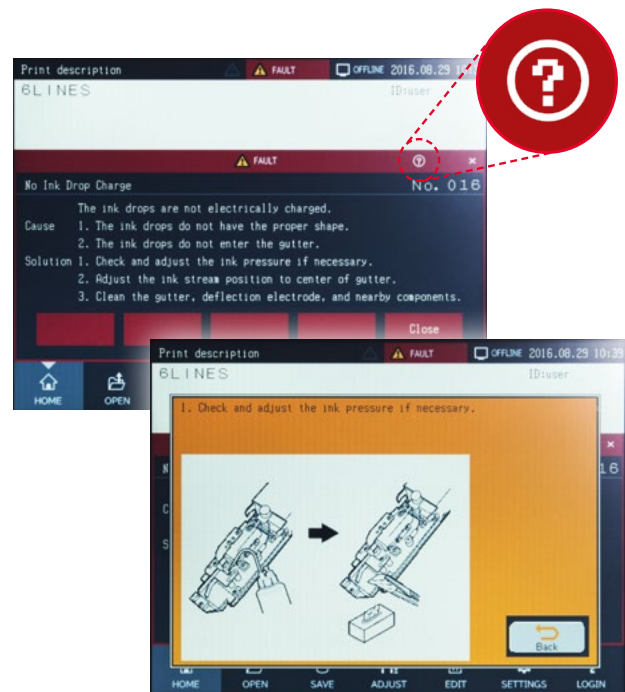 Print description
FAULT
OFFLINE 2016.08.29
6LINES
ID:user
FAULT
No Ink Drop Charge
No. 016
The ink drops are not electrically charged.
Cause 1. The ink drops do not have the proper shape.
2. The ink drops do not enter the gutter.
Solution 1. Check and adjust the ink pressure if necessary.
2. Adjust the ink stream position to center of gutter.
3. Clean the gutter, deflection electrode, and nearby components.
Close
HOME
OPEN
?
Print description
FAULT
OFFLINE 2016.08.29 10:39
6LINES
ID:user
1. Check and adjust the ink pressure if necessary.
16
Back
HOME
OPEN
SAVE
ADJUST
EDIT
SETTINGS
LOGIN